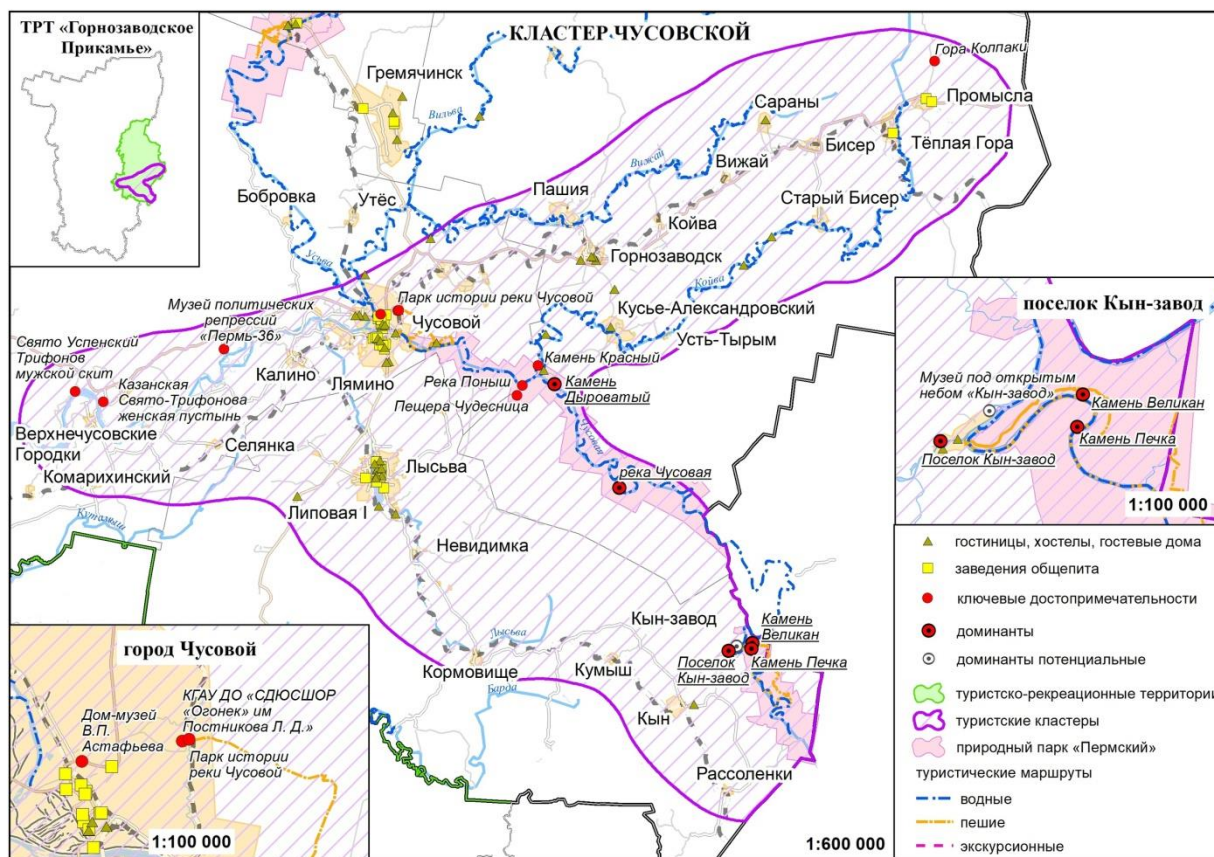 ТРТ «Горнозаводское
Прикамье»
КЛАСТЕР ЧУСОВСКОЙ
Гора Колпаки
Гремячинск
Вильва
Сараны
Промысла
Бисер
Тёплая Гора
Вижай
Вижай
Пашия
Утёс
Бобровка
Старый Бисер
Койва
Усьва
Горнозаводск
Койва
Парк истории реки Чусовой
Музей политических
репрессий
«Пермь-36»
Чусовой
Кусье-Александровский
Усть-Тырым
Свято Успенский
Трифонов
мужской скит
Калино
Лямино
Камень Красный
Река Поныш
Камень
Дыроватый
Пещера Чудесница
Казанская
Свято-Трифонова
женская пустынь
Верхнечусовские
Городки
Селянка
Чусовая
Комарихинский
Лысьва
река Чусовая
Кутамыш
Липовая I
Невидимка
Кын-завод
Камень
Великан
Лысьва
Поселок
Кын-завод
Камень Печка
Кормовище
Кумыш
Барда
Кын
Рассоленки
1:600 000
поселок Кын-завод
Музей под открытым
небом «Кын-завод»
Камень Великан
Камень Печка
Поселок Кын-завод
1:100 000
гостиницы, хостелы, гостевые дома
заведения общепита
ключевые достопримечательности
доминанты
доминанты потенциальные
туристско-рекреационные территори
туристские кластеры
природный парк «Пермский»
туристические маршруты
водные
пешие
экскурсионные
город Чусовой
КГАУ ДО «СДЮСШОР
«Огонек» им
Постникова Л. Д.»
Дом-музей
В.П.
Астафьева
Парк истории
реки Чусовой
1:100 000